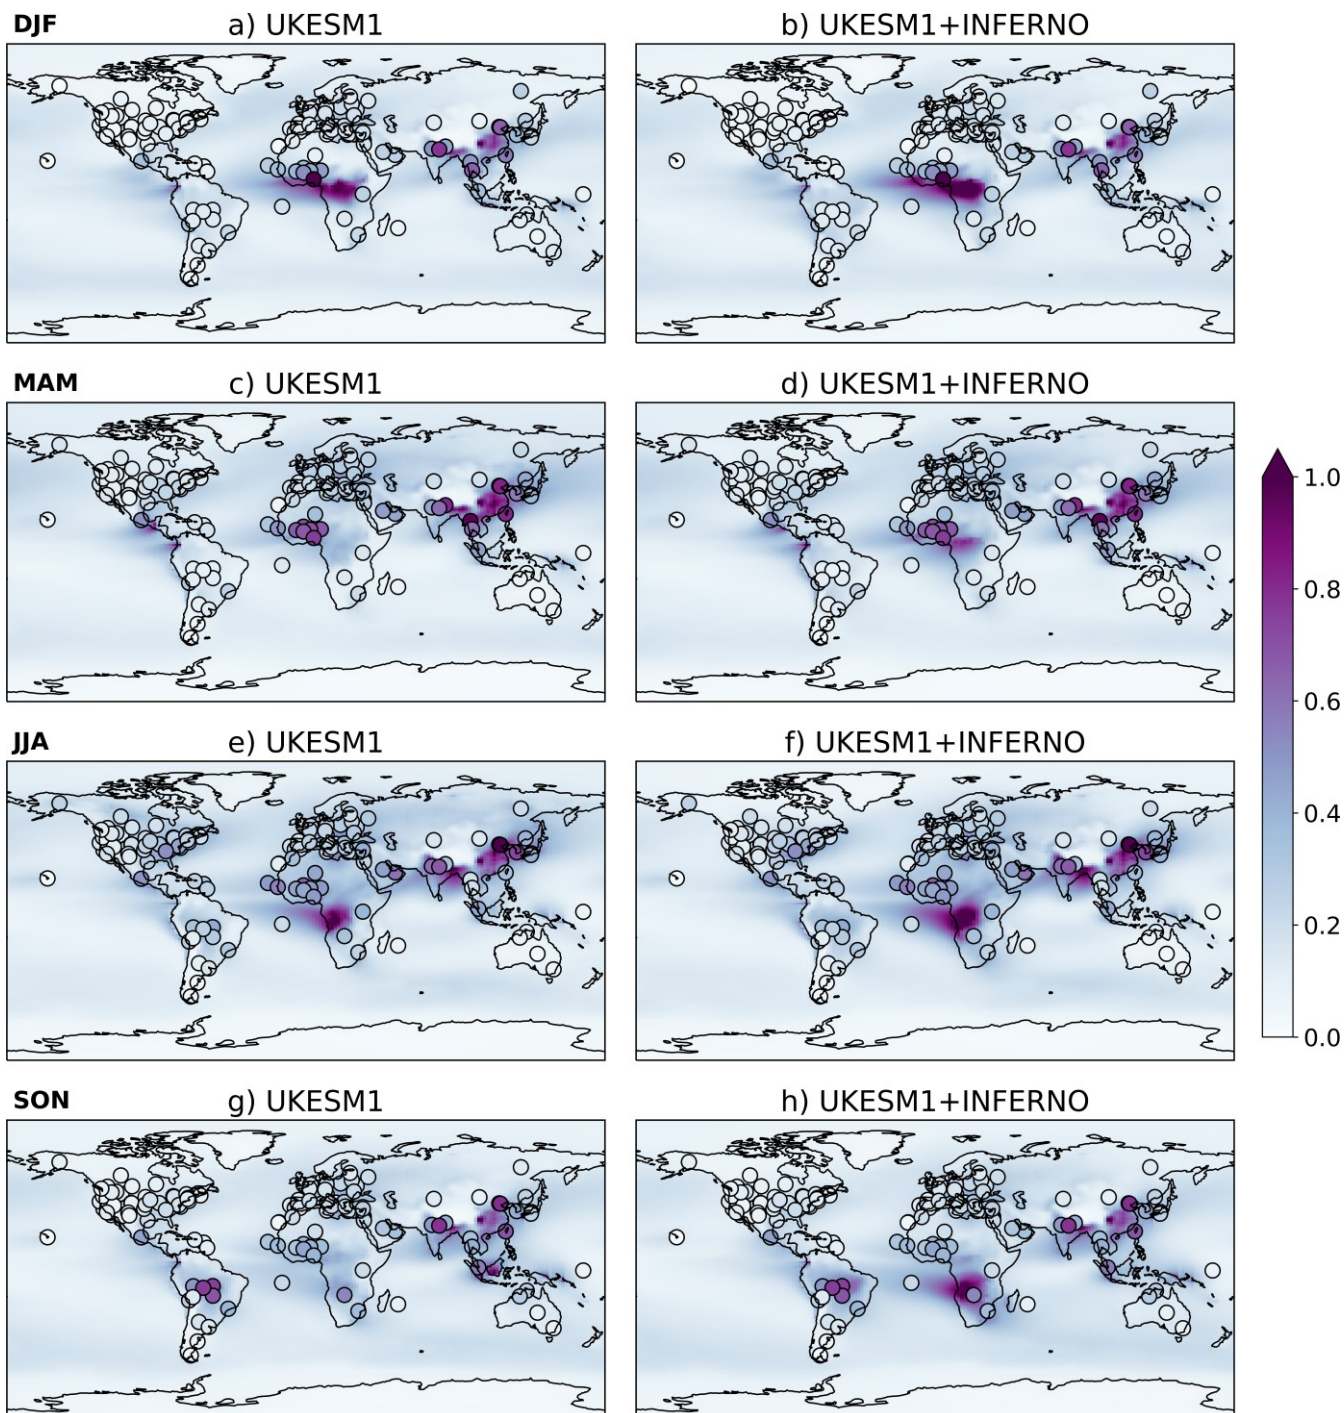 DJF
a) UKESM1
b) UKESM1+INFERNO
MAM
c) UKESM1
d) UKESM1+INFERNO
1.0
0.8
0.6
0.4
0.2
0.0
JJA
e) UKESM1
f) UKESM1+INFERNO
SON
g) UKESM1
h) UKESM1+INFERNO